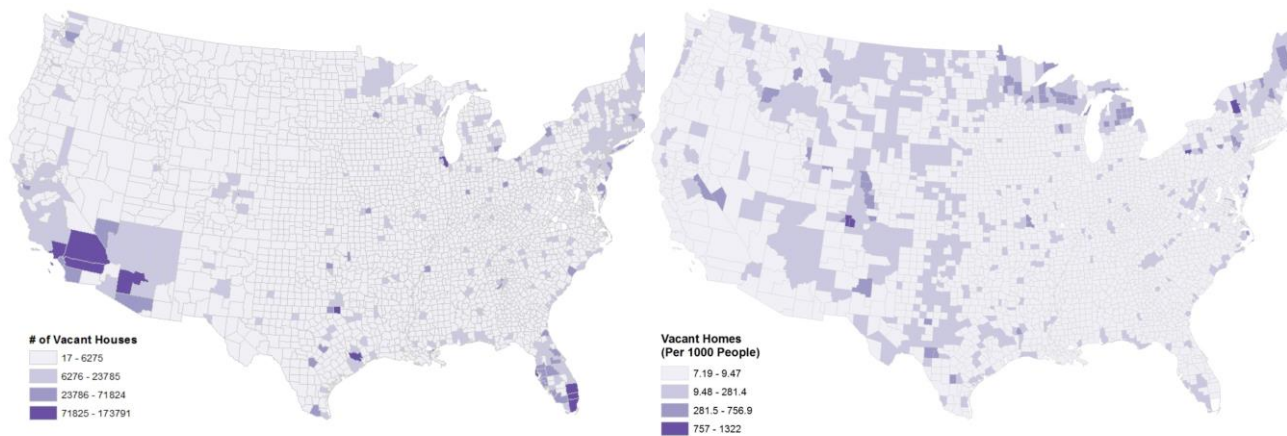 # of Vacant Houses
17 - 6275
6276 - 23785
23786 - 71824
71825 - 173791
Vacant Homes
(Per 1000 People)
7.19 - 9.47
9.48 - 281.4
281.5 - 756.9
757 - 1322